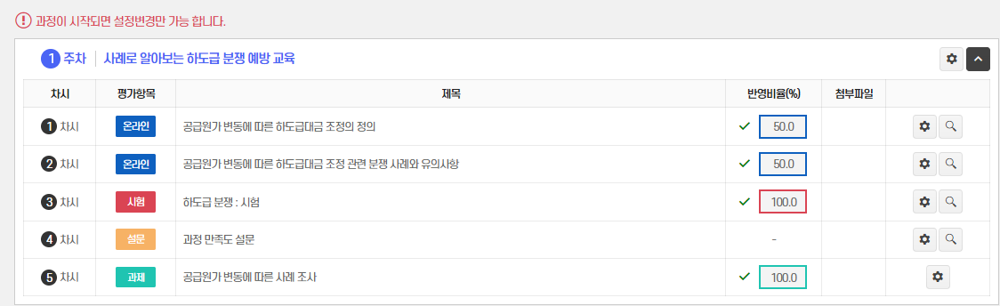 ! 과정이 시작되면 설정변경만 가능 합니다.
1 주차 사례로 알아보는 하도급 분쟁 예방 교육
차시 평가항목 제목 반영비율(%) 첨부파일
1 차시 온라인 공급원가 변동에 따른 하도급대금 조정의 정의 50.0
2 차시 온라인 공급원가 변동에 따른 하도급대금 조정 관련 분쟁 사례와 유의사항 50.0
3 차시 시험 하도급 분쟁 : 시험 100.0
4 차시 설문 과정 만족도 설문 -
5 차시 과제 공급원가 변동에 따른 사례 조사 100.0